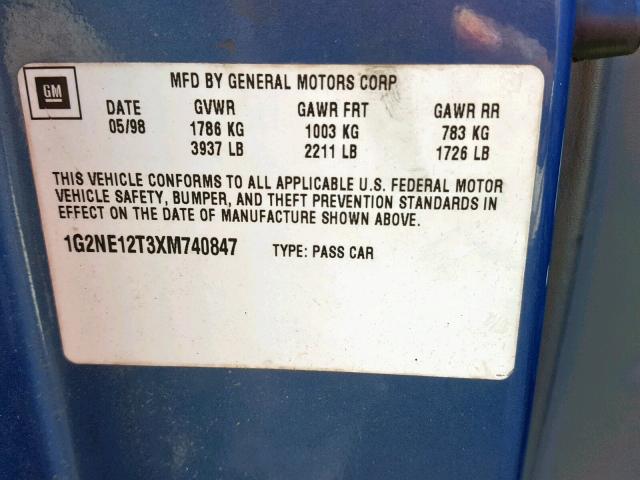 GM
MFD BY GENERAL MOTORS CORP
DATE GVWR GAWR FRT GAWR RR
05/98 1786 KG 1003 KG 783 KG
3937 LB 2211 LB 1726 LB
THIS VEHICLE CONFORMS TO ALL APPLICABLE U.S. FEDERAL MOTOR
VEHICLE SAFETY, BUMPER, AND THEFT PREVENTION STANDARDS IN
EFFECT ON THE DATE OF MANUFACTURE SHOWN ABOVE.
1G2NE12T3XM740847 TYPE: PASS CAR